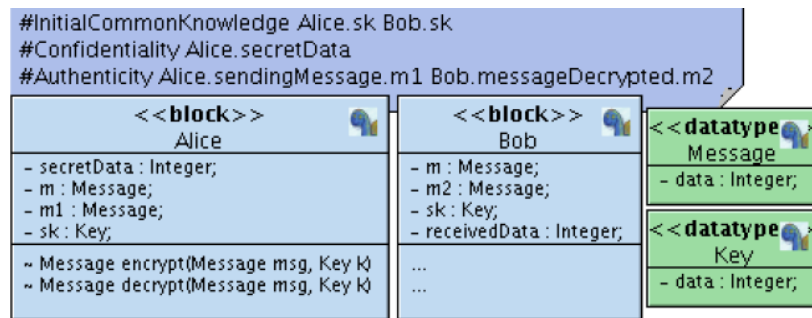 #InitialCommonKnowledge Alice.sk Bob.sk
#Confidentiality Alice.secretData
#Authenticity Alice.sendingMessage.m1 Bob.messageDecrypted.m2
<<block>>
Alice
- secretData : Integer;
- m : Message;
- m1 : Message;
- sk : Key;
~ Message encrypt(Message msg, Key k)
~ Message decrypt(Message msg, Key k)
<<block>>
Bob
- m : Message;
- m2 : Message;
- sk : Key;
- receivedData : Integer;
...
...
<<datatype
Message
- data : Integer;
<<datatype
Key
- data : Integer;